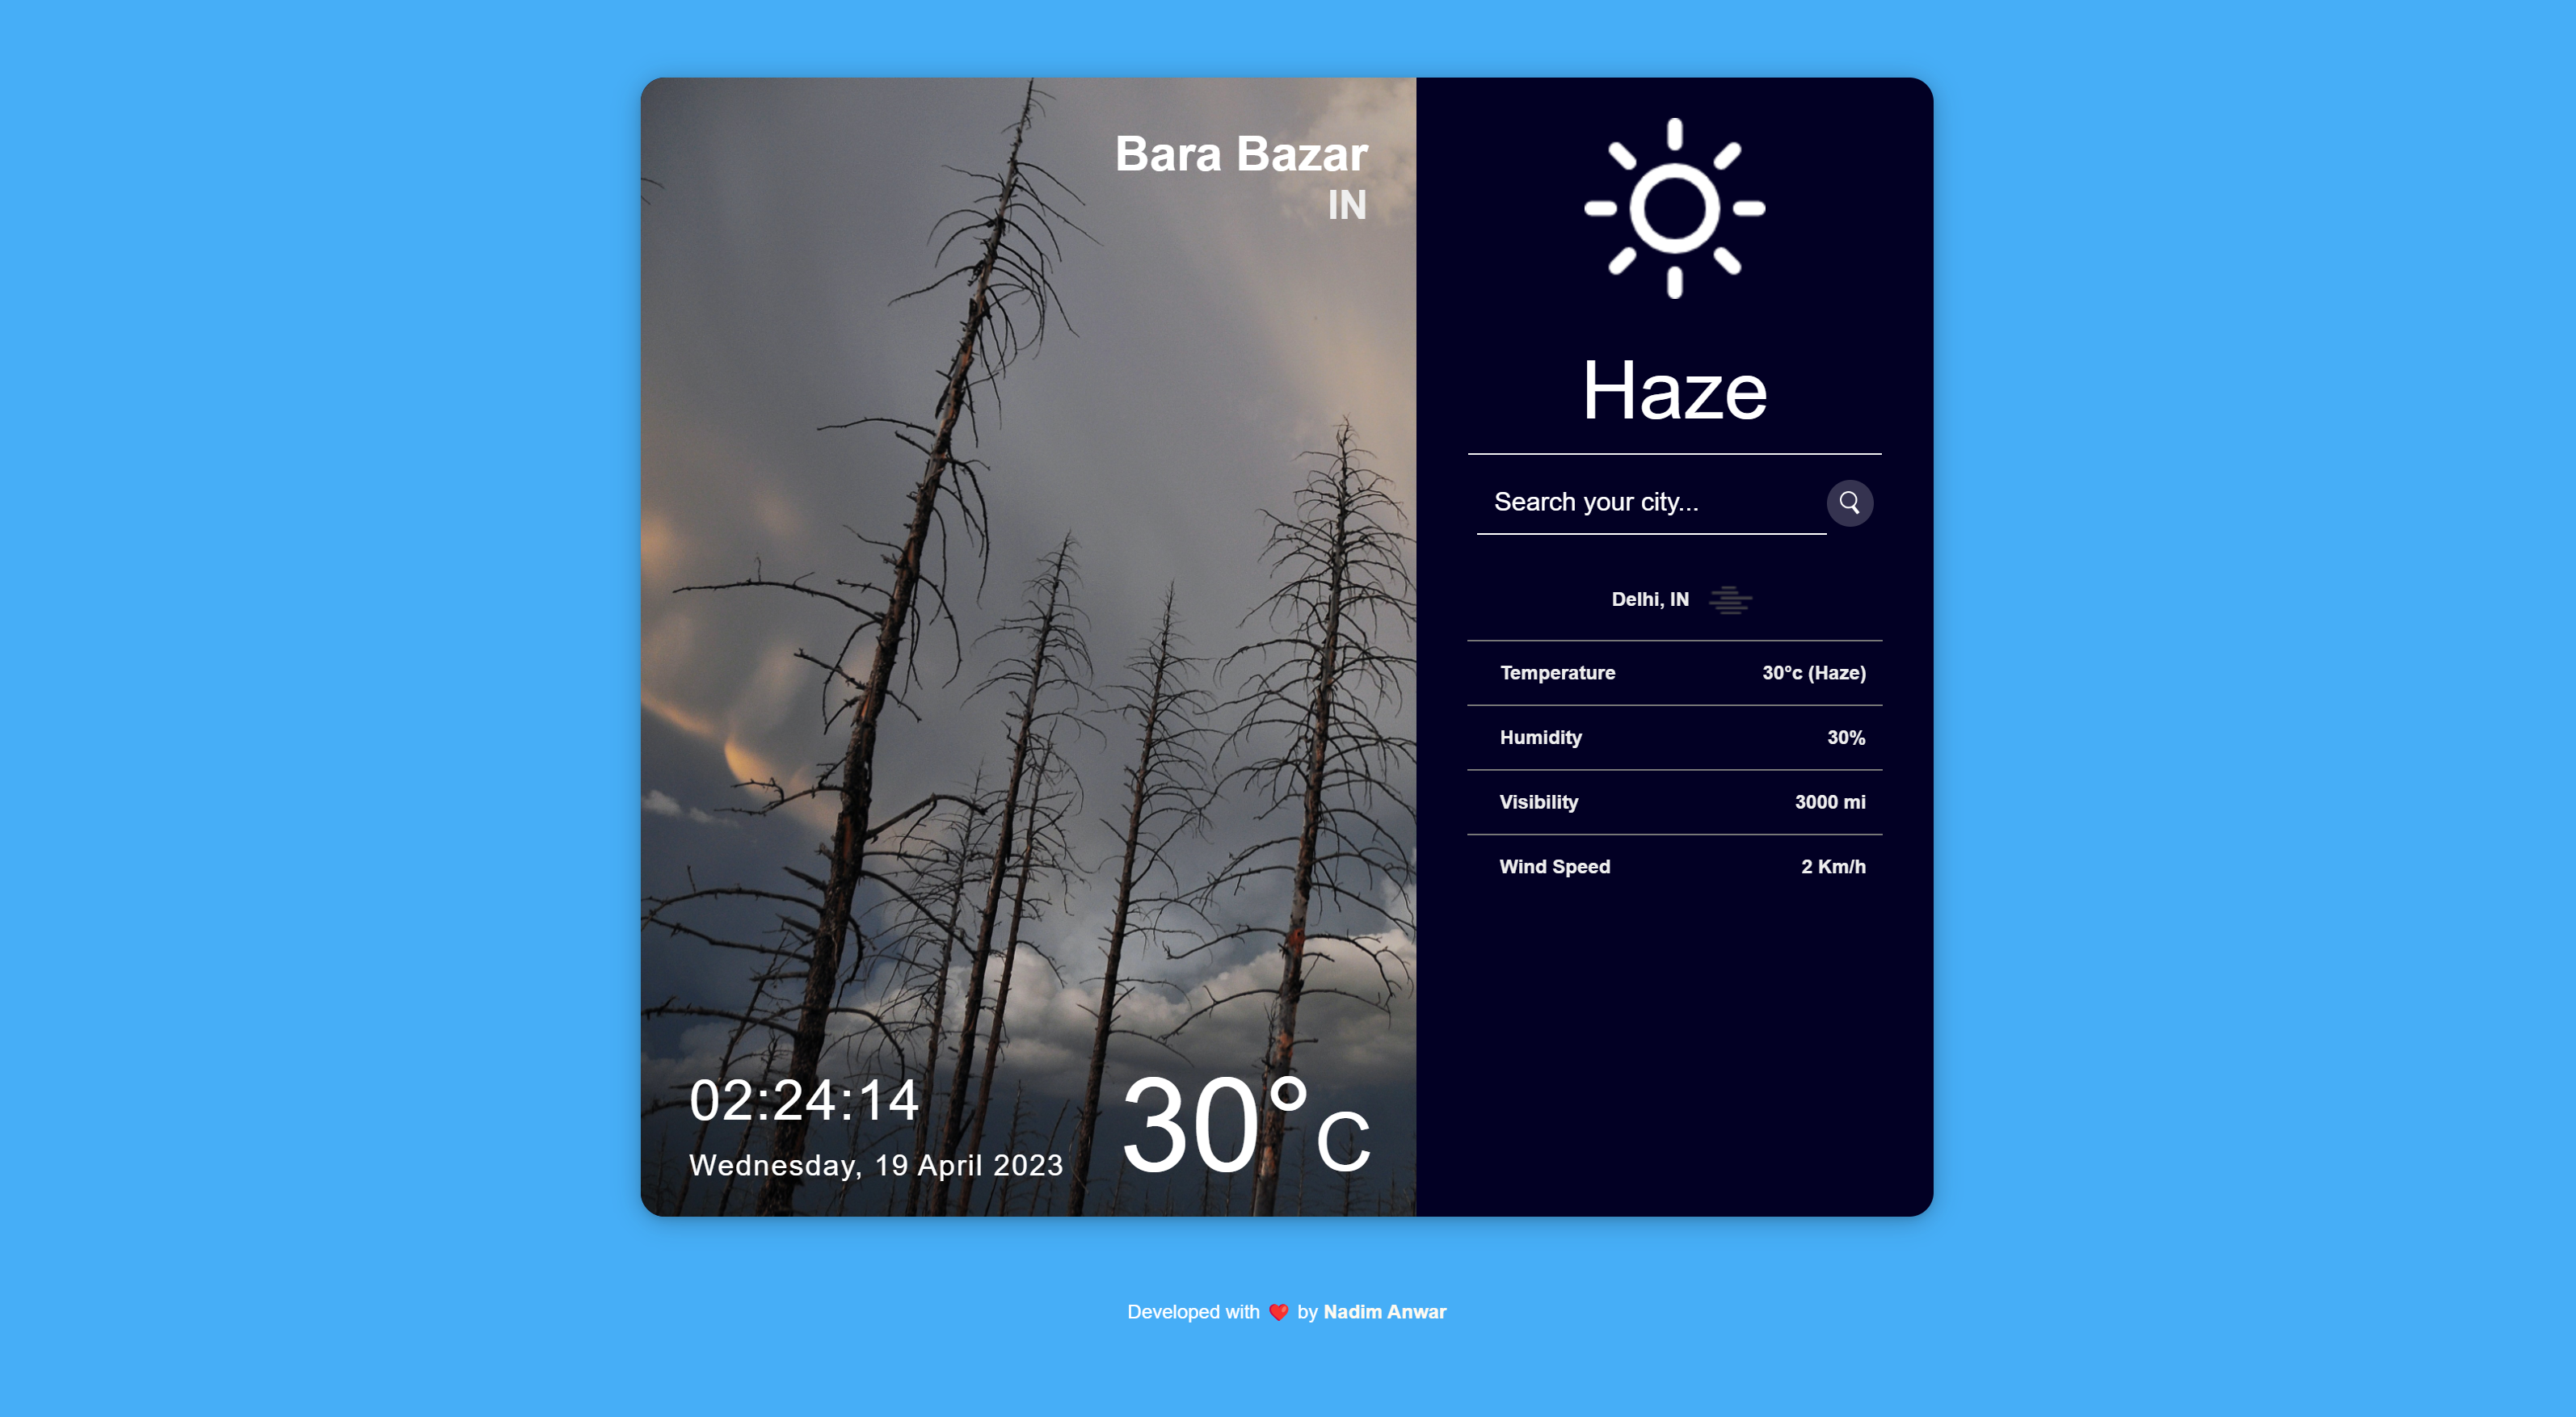 Bara Bazar
IN
02:24:14
Wednesday, 19 April 2023
30°C
Haze
Search your city...
Delhi, IN
Temperature 30°c (Haze)
Humidity 30%
Visibility 3000 mi
Wind Speed 2 Km/h
Developed with ❤️ by Nadim Anwar